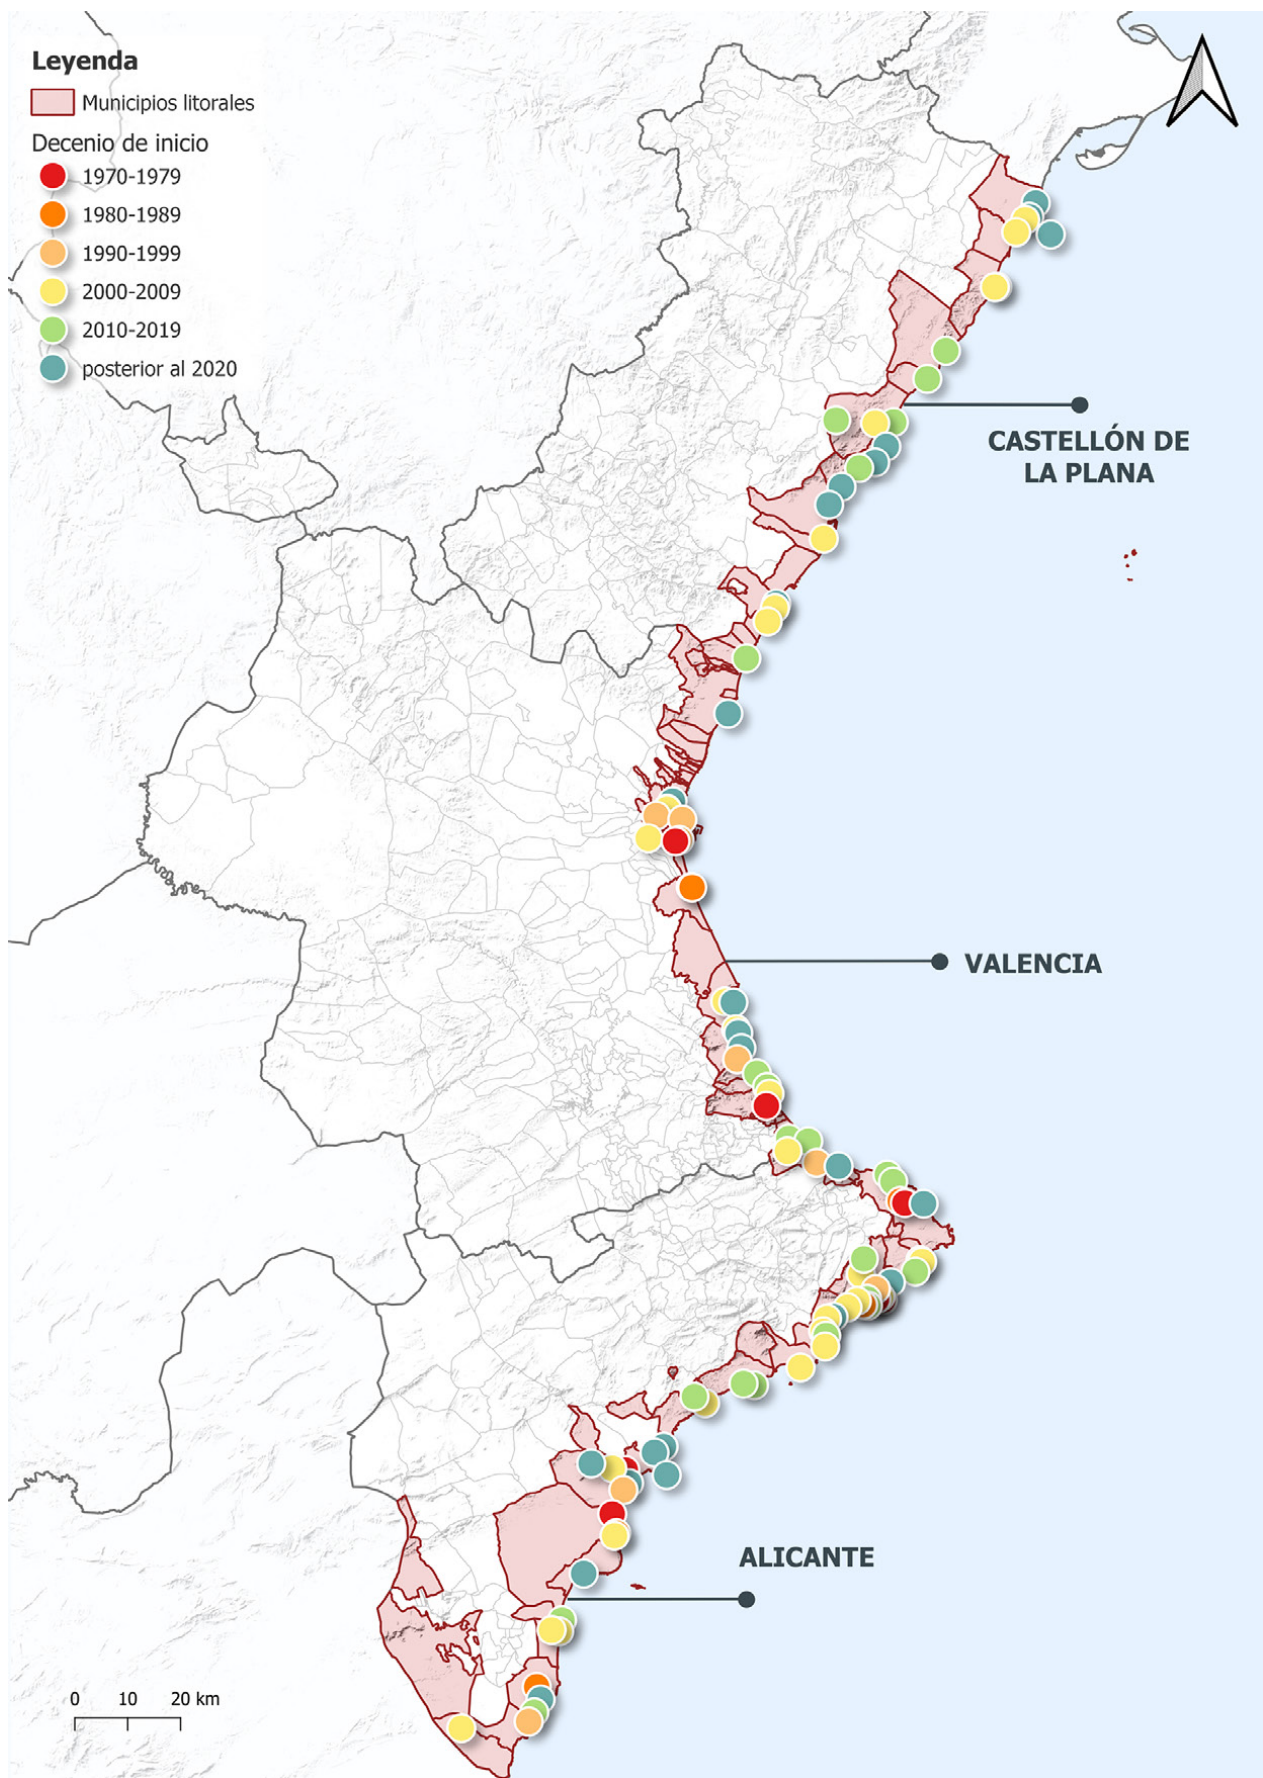 Leyenda
Municipios litorales
Decenio de inicio
1970-1979
1980-1989
1990-1999
2000-2009
2010-2019
posterior al 2020
CASTELLÓN DE
LA PLANA
VALENCIA
ALICANTE
0 10 20 km